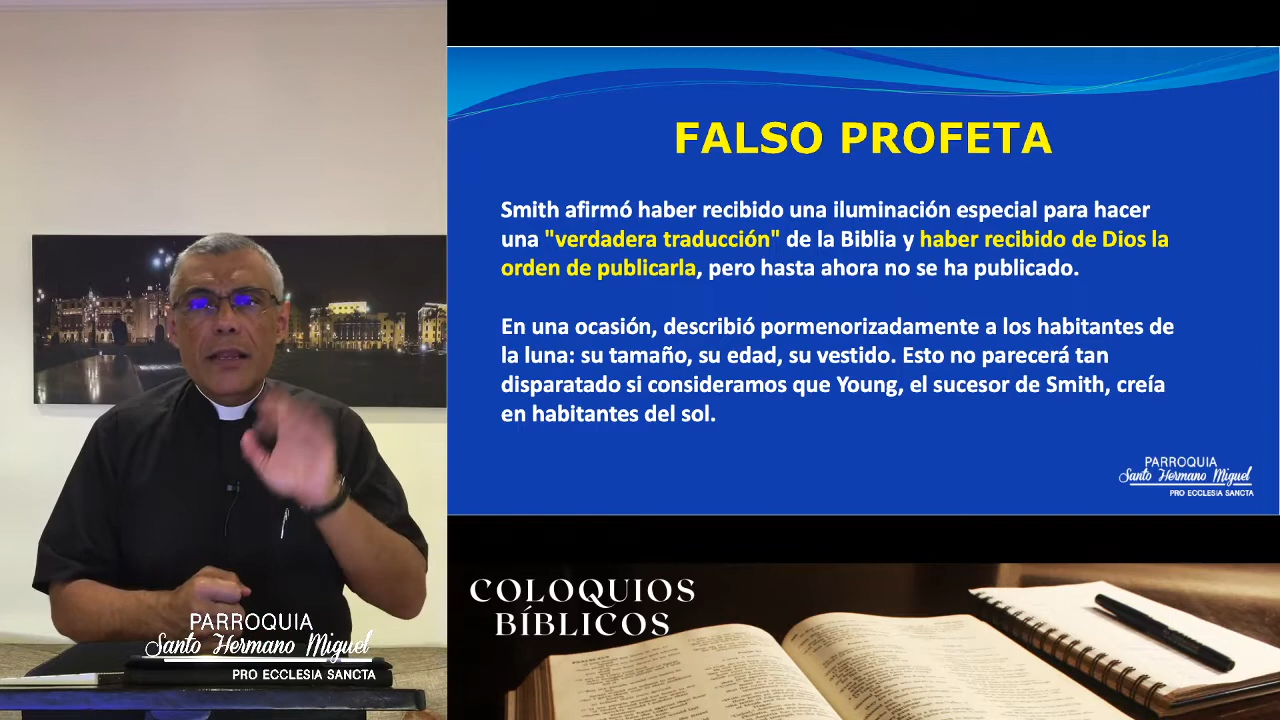 FALSO PROFETA
Smith afirmó haber recibido una iluminación especial para hacer
una "verdadera traducción" de la Biblia y haber recibido de Dios la
orden de publicarla, pero hasta ahora no se ha publicado.
En una ocasión, describió pormenorizadamente a los habitantes de
la luna: su tamaño, su edad, su vestido. Esto no parecerá tan
disparatado si consideramos que Young, el sucesor de Smith, creía
en habitantes del sol.
PARROQUIA
Santo Hermano Miguel
PRO ECCLESIA SANCTA
COLOQUIOS
BÍBLICOS
PARROQUIA
Santo Hermano Miguel
PRO ECCLESIA SANCTA